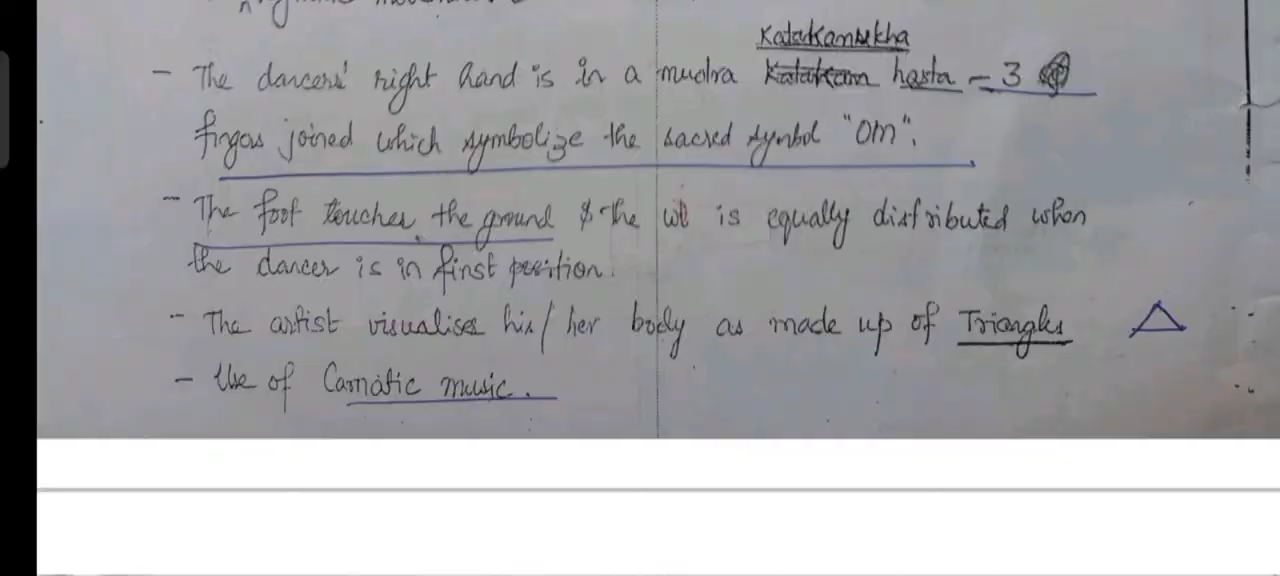 Katakamukha
- The dancers' right hand is in a mudra Katakam hasta - 3
fingers joined which symbolize the sacred symbol "OM".
- The foot touches the ground & the wt is equally distributed when
the dancer is in first position.
- The artist visualises his/her body as made up of Triangles
- Use of Carnatic music.